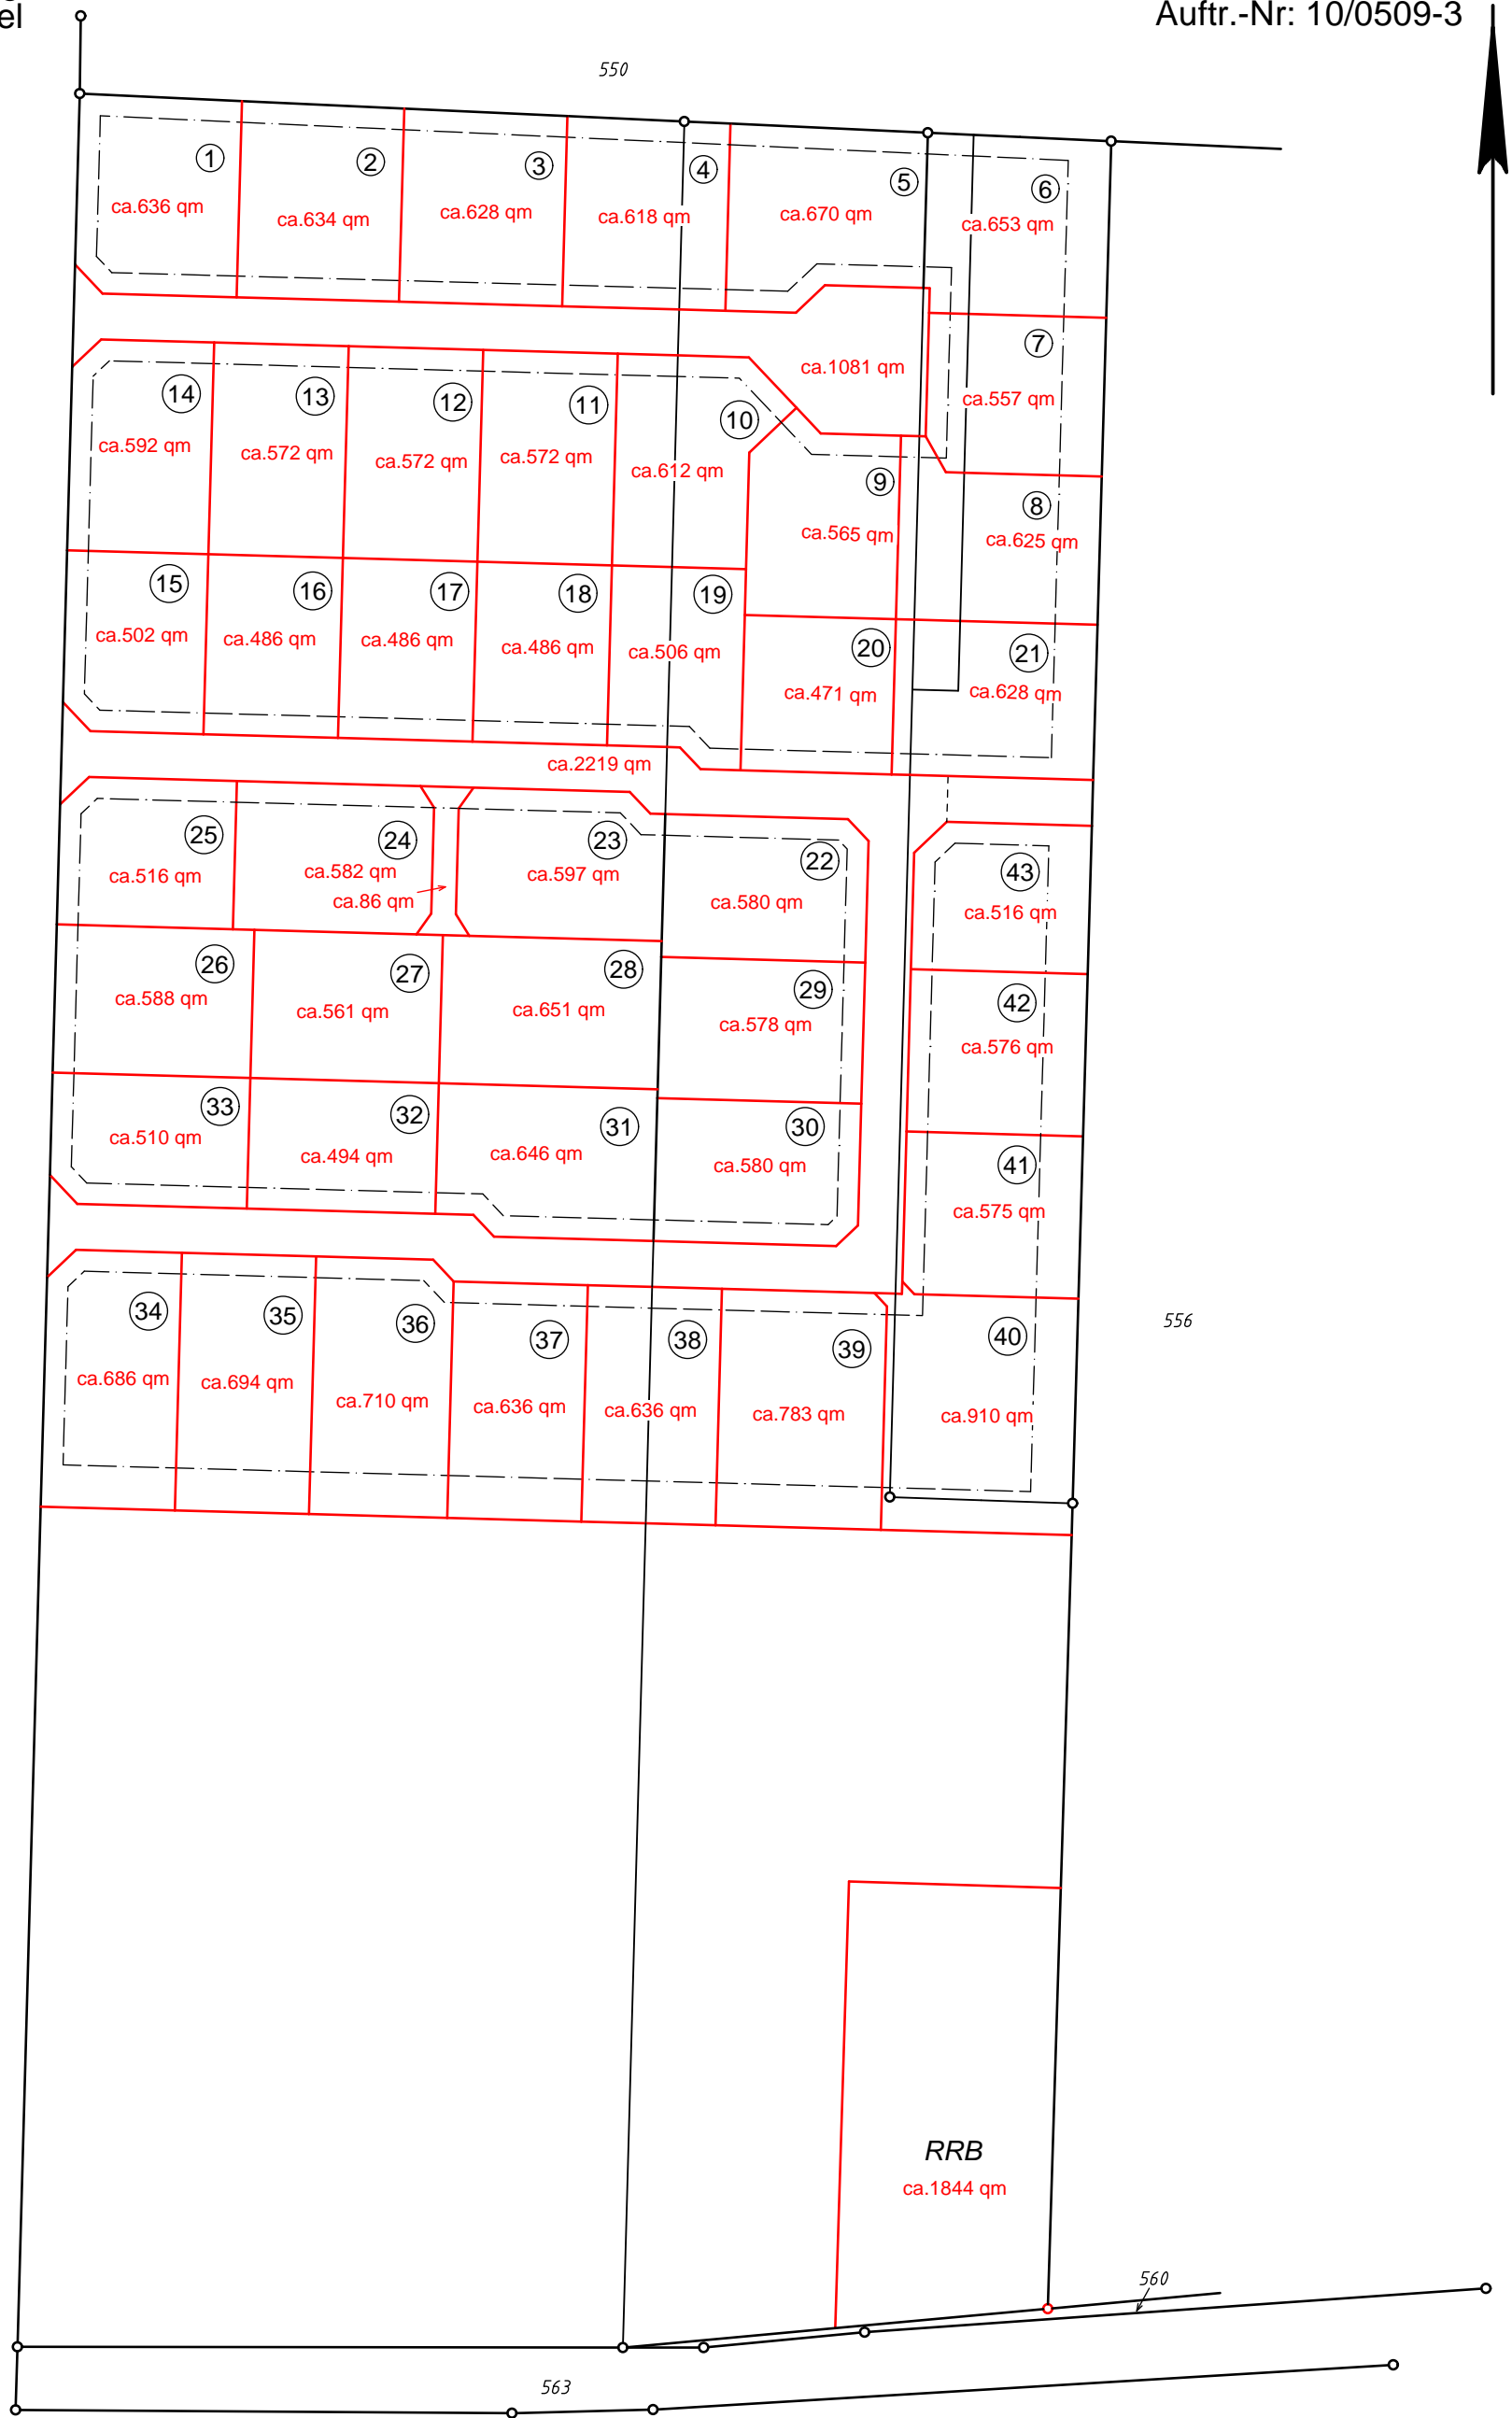 el
Auftr.-Nr: 10/0509-3
550
1
ca.636 qm
2
ca.634 qm
3
ca.628 qm
4
ca.618 qm
5
ca.670 qm
6
ca.653 qm
ca.1081 qm
7
ca.557 qm
14
ca.592 qm
13
ca.572 qm
12
ca.572 qm
11
ca.572 qm
10
ca.612 qm
9
ca.565 qm
8
ca.625 qm
15
ca.502 qm
16
ca.486 qm
17
ca.486 qm
18
ca.486 qm
19
ca.506 qm
20
ca.471 qm
21
ca.628 qm
ca.2219 qm
25
ca.516 qm
24
ca.582 qm
ca.86 qm
23
ca.597 qm
22
ca.580 qm
43
ca.516 qm
26
ca.588 qm
27
ca.561 qm
28
ca.651 qm
29
ca.578 qm
42
ca.576 qm
33
ca.510 qm
32
ca.494 qm
31
ca.646 qm
30
ca.580 qm
41
ca.575 qm
34
ca.686 qm
35
ca.694 qm
36
ca.710 qm
37
ca.636 qm
38
ca.636 qm
39
ca.783 qm
40
ca.910 qm
556
RRB
ca.1844 qm
560
563